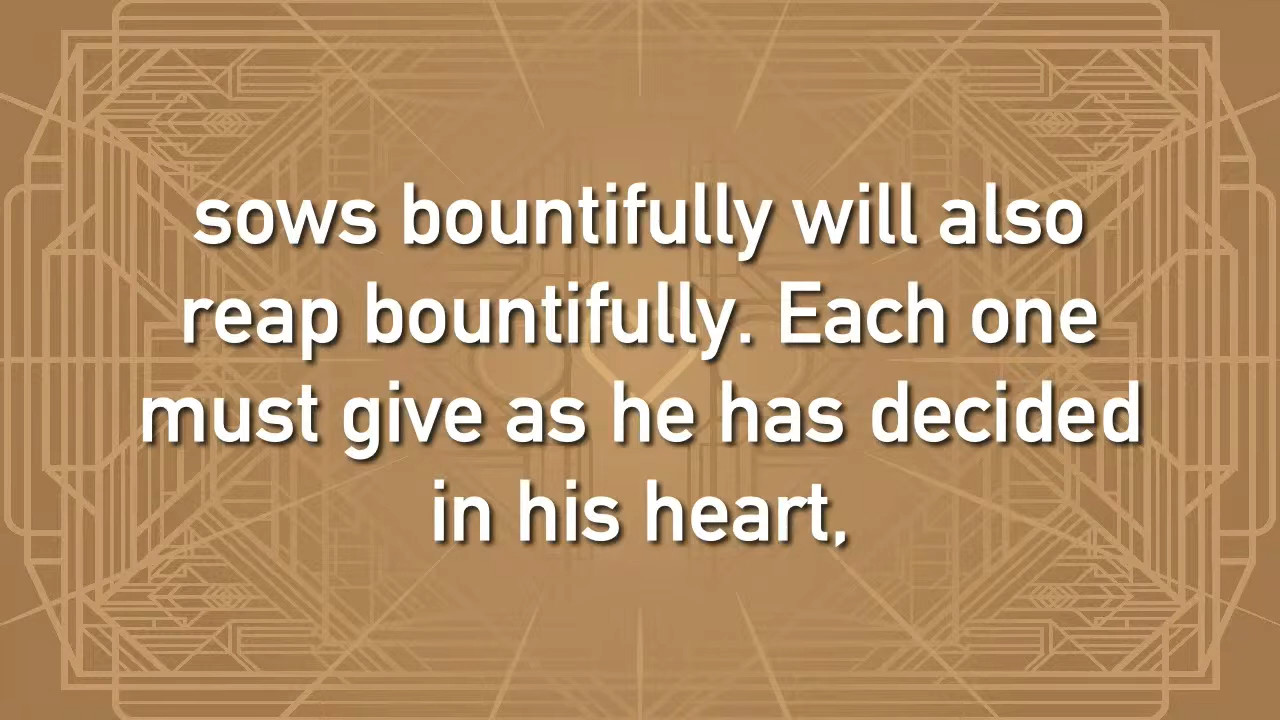 sows bountifully will also
reap bountifully. Each one
must give as he has decided
in his heart,